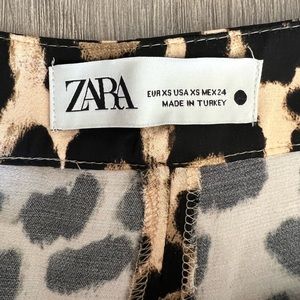 ZARA
EUR XS USA XS MEX 24
MADE IN TURKEY